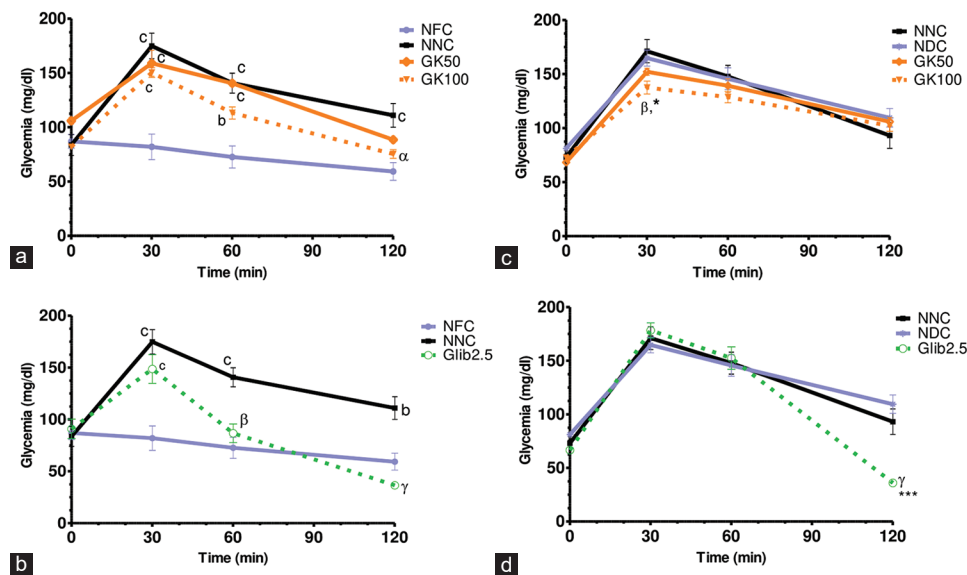 200
150
100
50
0
Glycemia (mg/dl)
c
c
c
c
c
b
c
α
NFC
NNC
GK50
GK100
0
30
60
90
120
Time (min)
a
200
150
100
50
0
Glycemia (mg/dl)
β,*
NNC
NDC
GK50
GK100
0
30
60
90
120
Time (min)
c
200
150
100
50
0
Glycemia (mg/dl)
c
c
c
β
b
γ
NFC
NNC
Glib2.5
0
30
60
90
120
Time (min)
b
200
150
100
50
0
Glycemia (mg/dl)
γ
***
NNC
NDC
Glib2.5
0
30
60
90
120
Time (min)
d